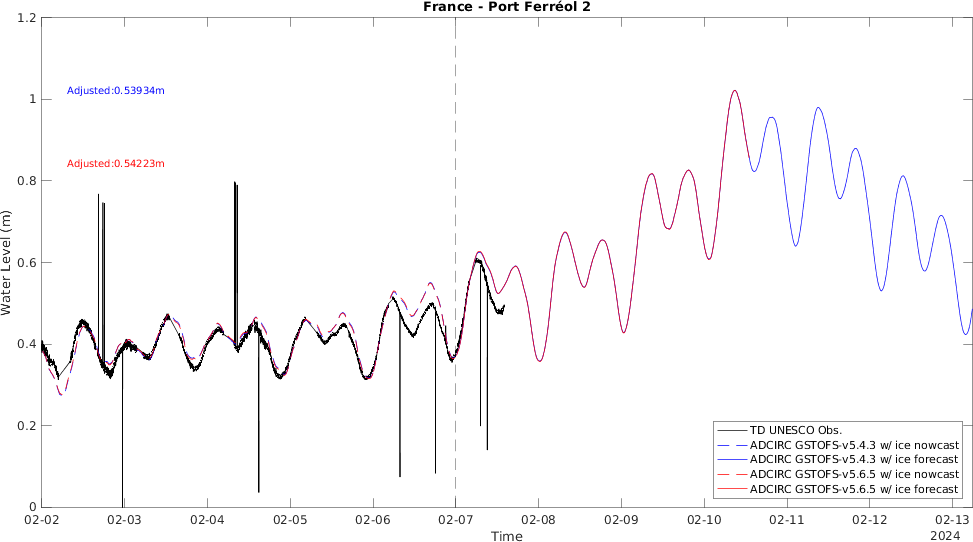 France - Port Ferréol 2
1.2
1
0.8
0.6
0.4
0.2
0
Water Level (m)
Adjusted:0.53934m
Adjusted:0.54223m
TD UNESCO Obs.
ADCIRC GSTOFS-v5.4.3 w/ ice nowcast
ADCIRC GSTOFS-v5.4.3 w/ ice forecast
ADCIRC GSTOFS-v5.6.5 w/ ice nowcast
ADCIRC GSTOFS-v5.6.5 w/ ice forecast
02-02 02-03 02-04 02-05 02-06 02-07 02-08 02-09 02-10 02-11 02-12 02-13
Time
2024